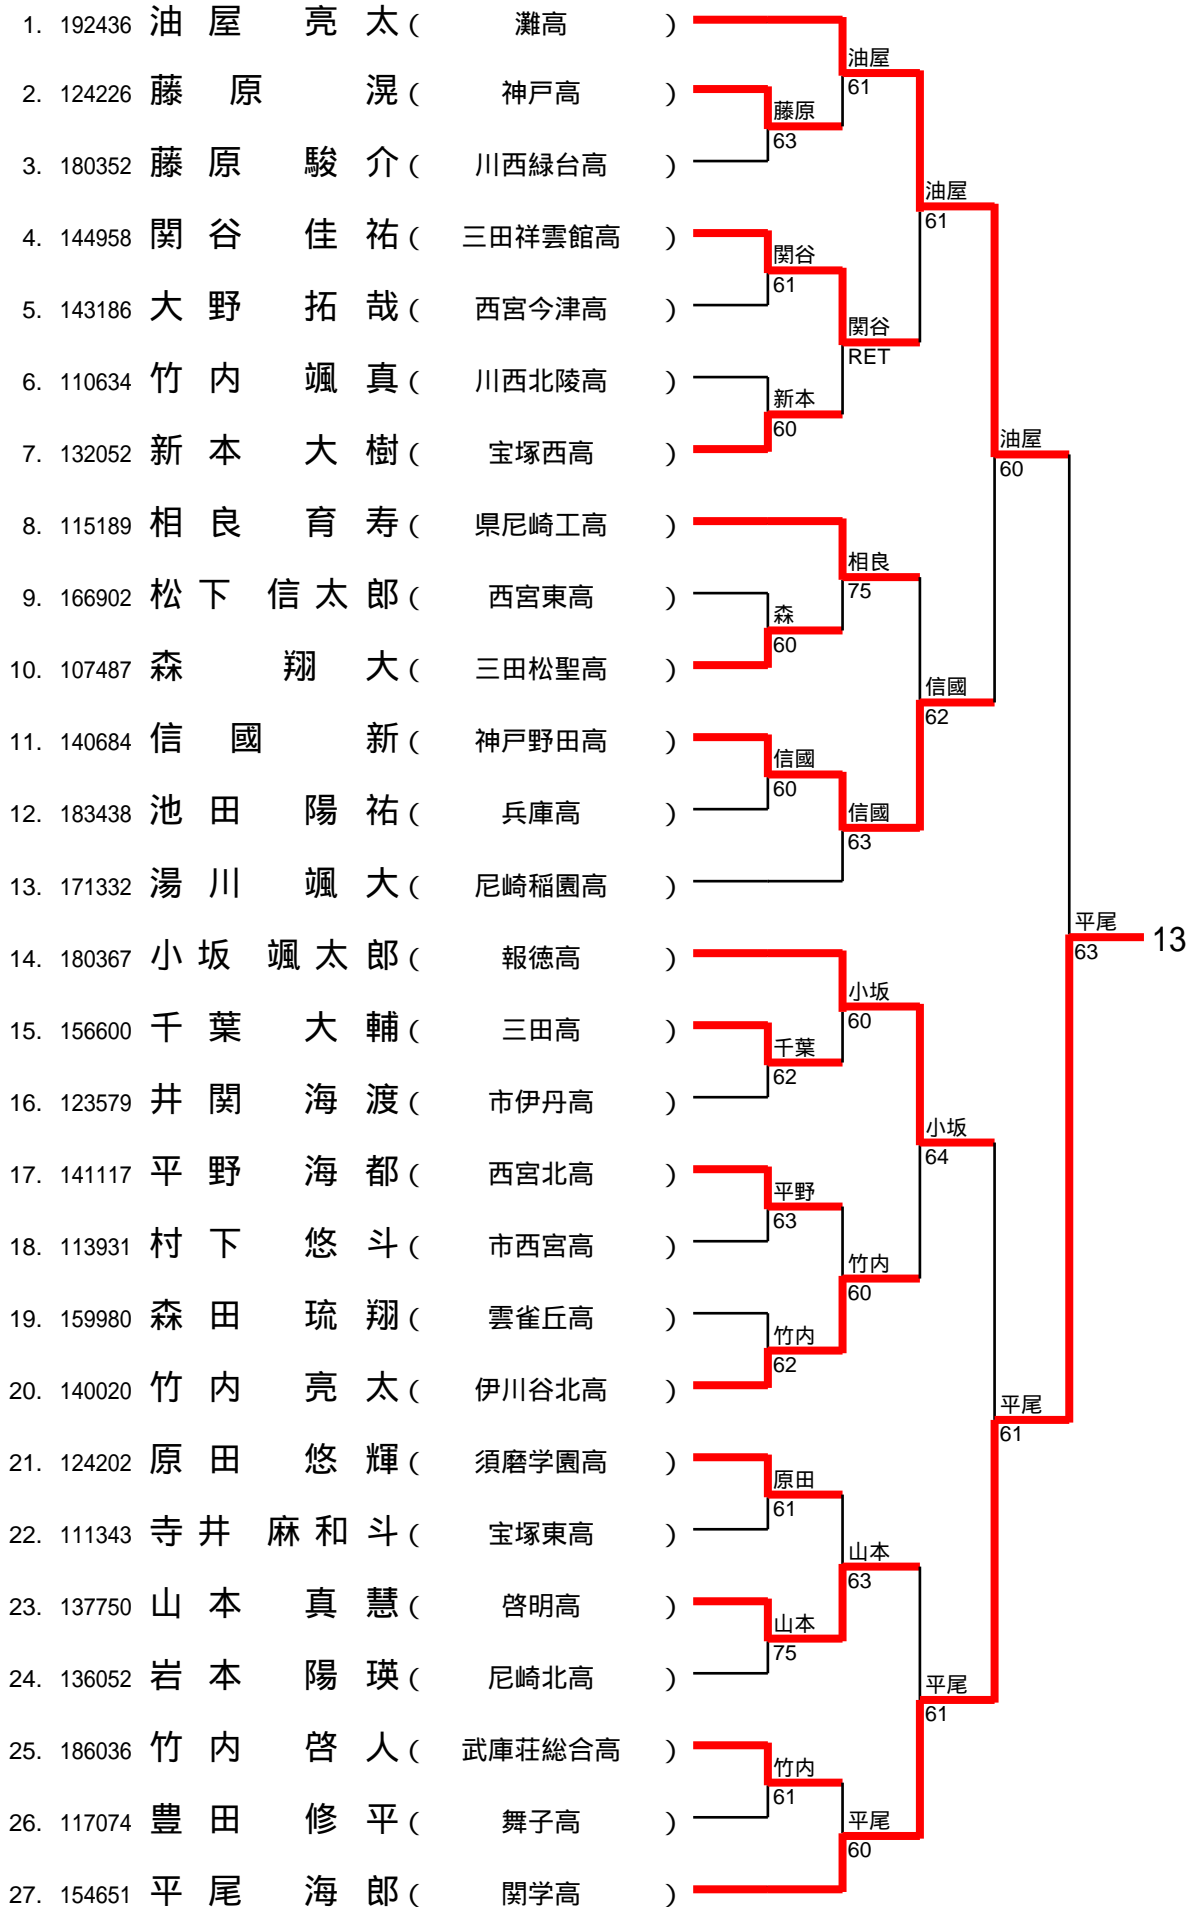 1. 192436 油屋 亮太 ( 灘高 )
油屋
61
2. 124226 藤原 滉 ( 神戸高 )
藤原
63
3. 180352 藤原 駿介 ( 川西緑台高 )
油屋
61
4. 144958 関谷 佳祐 ( 三田祥雲館高 )
関谷
61
5. 143186 大野 拓哉 ( 西宮今津高 )
関谷
RET
6. 110634 竹内 颯真 ( 川西北陵高 )
新本
60
7. 132052 新本 大樹 ( 宝塚西高 )
油屋
60
8. 115189 相良 育寿 ( 県尼崎工高 )
相良
75
9. 166902 松下 信太郎 ( 西宮東高 )
森
60
10. 107487 森 翔大 ( 三田松聖高 )
信國
62
11. 140684 信國 新 ( 神戸野田高 )
信國
60
12. 183438 池田 陽祐 ( 兵庫高 )
信國
63
13. 171332 湯川 颯大 ( 尼崎稲園高 )
平尾
63
13
14. 180367 小坂 颯太郎 ( 報徳高 )
小坂
60
15. 156600 千葉 大輔 ( 三田高 )
千葉
62
16. 123579 井関 海渡 ( 市伊丹高 )
小坂
64
17. 141117 平野 海都 ( 西宮北高 )
平野
63
18. 113931 村下 悠斗 ( 市西宮高 )
竹内
60
19. 159980 森田 琉翔 ( 雲雀丘高 )
竹内
62
20. 140020 竹内 亮太 ( 伊川谷北高 )
平尾
61
21. 124202 原田 悠輝 ( 須磨学園高 )
原田
61
22. 111343 寺井 麻和斗 ( 宝塚東高 )
山本
63
23. 137750 山本 真慧 ( 啓明高 )
山本
75
24. 136052 岩本 陽瑛 ( 尼崎北高 )
平尾
61
25. 186036 竹内 啓人 ( 武庫荘総合高 )
竹内
61
26. 117074 豊田 修平 ( 舞子高 )
平尾
60
27. 154651 平尾 海郎 ( 関学高 )